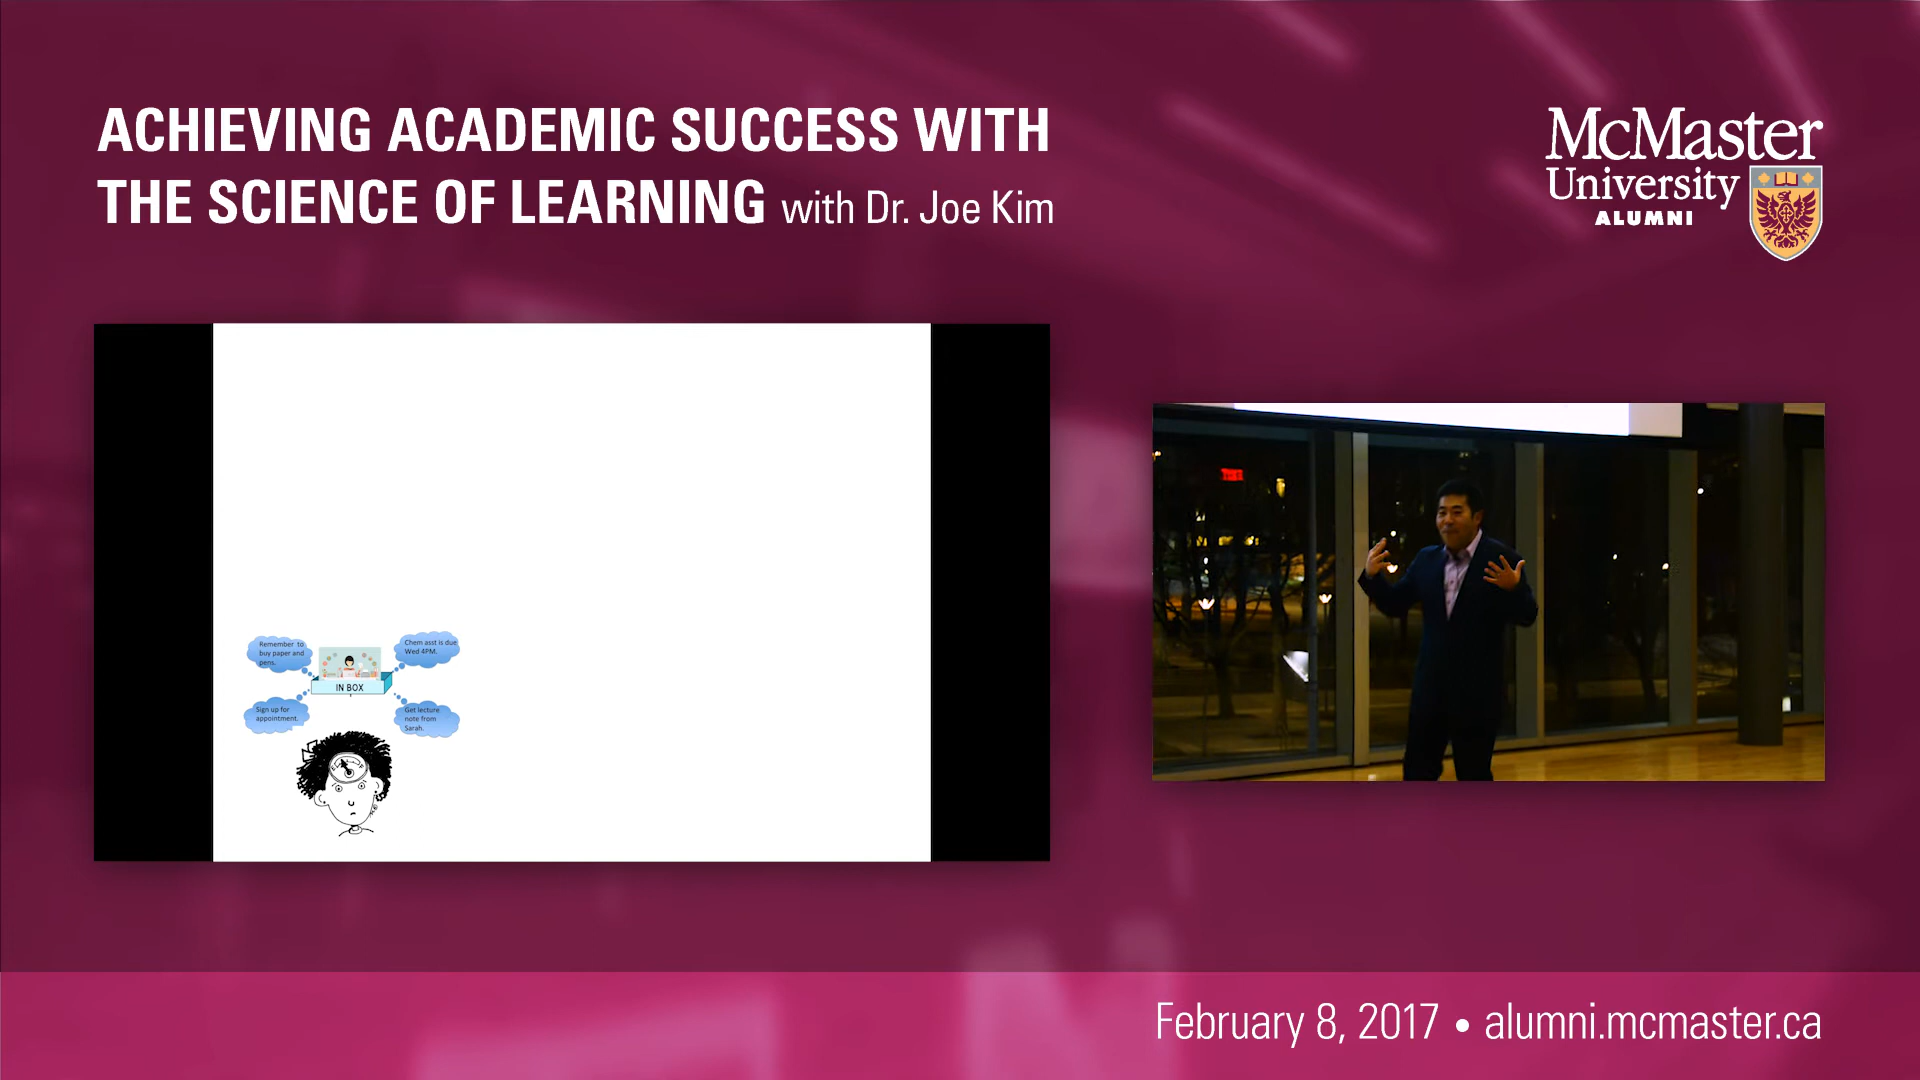 ACHIEVING ACADEMIC SUCCESS WITH
THE SCIENCE OF LEARNING with Dr. Joe Kim
McMaster
University
ALUMNI
Remember to
buy paper and
pens.
Chem asst is due
Wed 4PM.
IN BOX
Sign up for
appointment.
Get lecture
note from
Sarah.
E
F
February 8, 2017 • alumni.mcmaster.ca